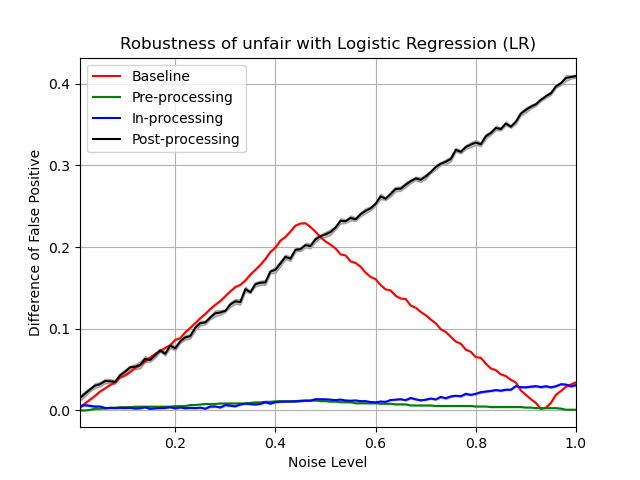 Robustness of unfair with Logistic Regression (LR)
Baseline
Pre-processing
In-processing
Post-processing
Difference of False Positive
0.4
0.3
0.2
0.1
0.0
0.2 0.4 0.6 0.8 1.0
Noise Level